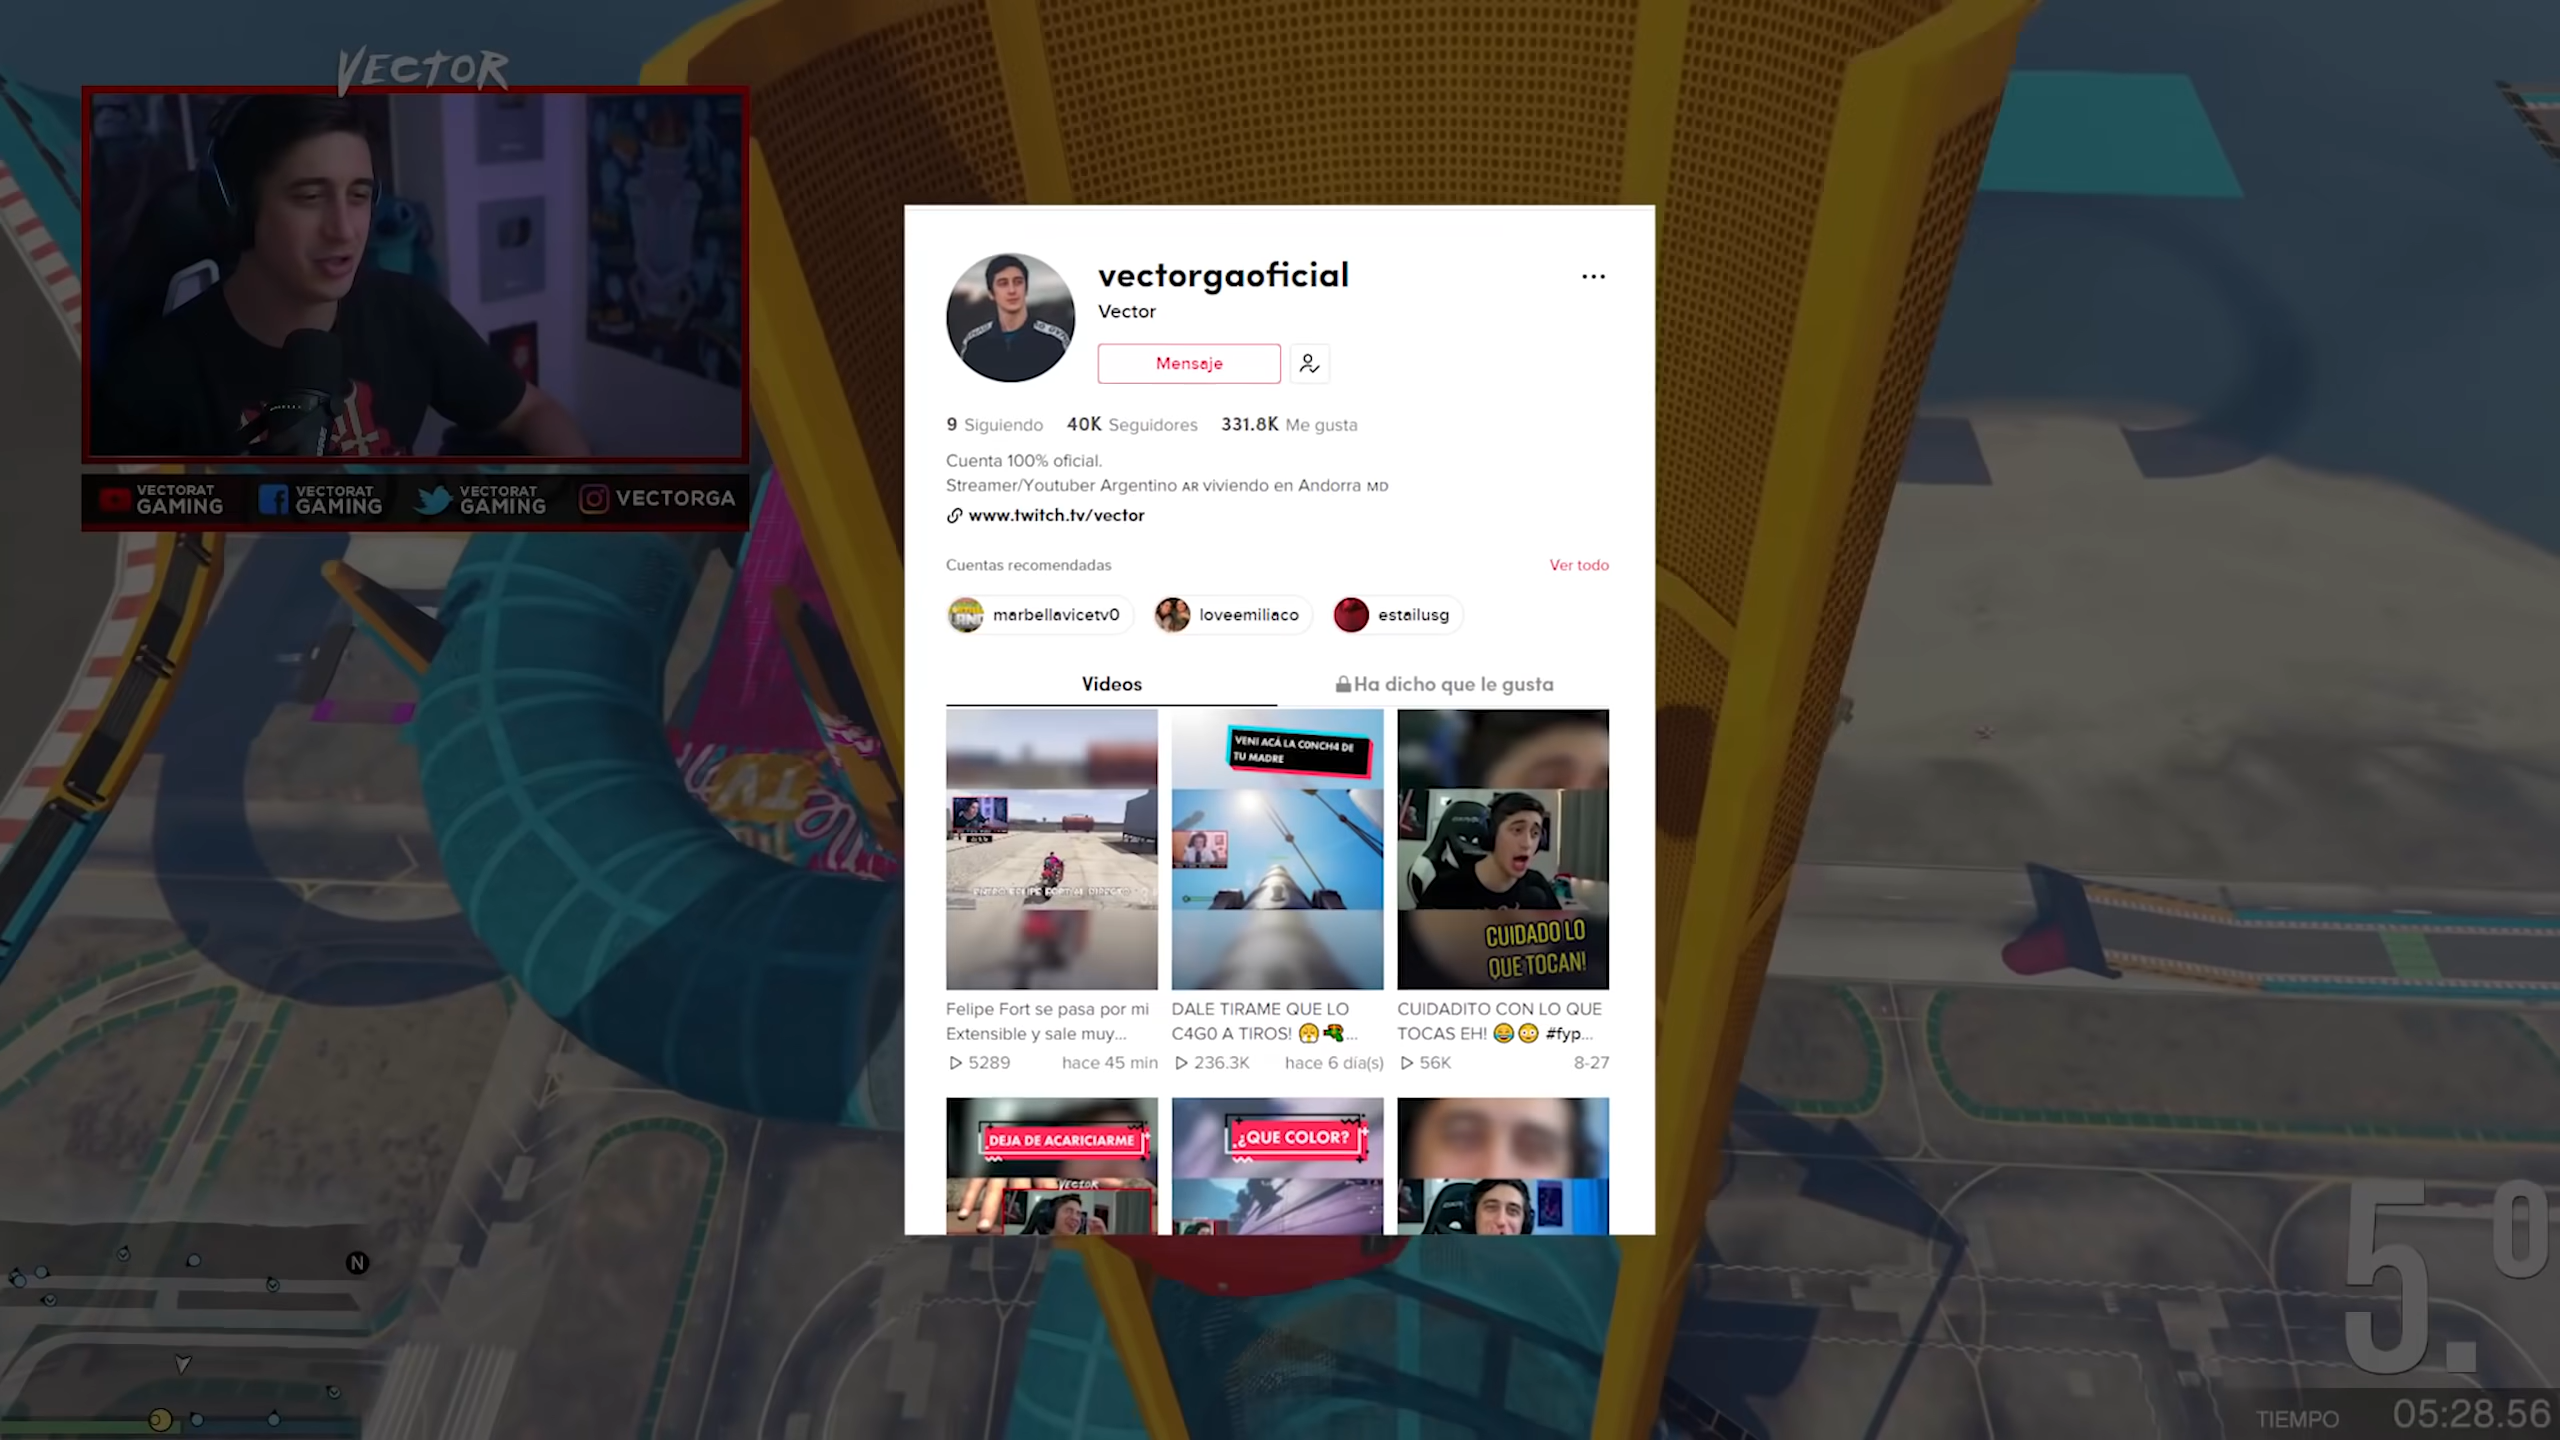 VECTOR
VECTORAT GAMING
VECTORAT GAMING
VECTORAT GAMING
VECTORGA
vectorgaoficial
Vector
Mensaje
9 Siguiendo 40K Seguidores 331.8K Me gusta
Cuenta 100% oficial.
Streamer/Youtuber Argentino AR viviendo en Andorra MD
www.twitch.tv/vector
Cuentas recomendadas Ver todo
marbellavicetv0 loveemiliaco estailusg
Videos Ha dicho que le gusta
VENI ACÁ LA CONCH4 DE
TU MADRE
CUIDADO LO
QUE TOCAN!
Felipe Fort se pasa por mi
Extensible y sale muy...
5289 hace 45 min
DALE TIRAME QUE LO
C4G0 A TIROS! 😤🔫...
236.3K hace 6 día(s)
CUIDADITO CON LO QUE
TOCAS EH! 😂😳 #fyp...
56K 8-27
DEJA DE ACARICIARME
VECTOR
¿QUE COLOR?
N
5.º
TIEMPO 05:28.56